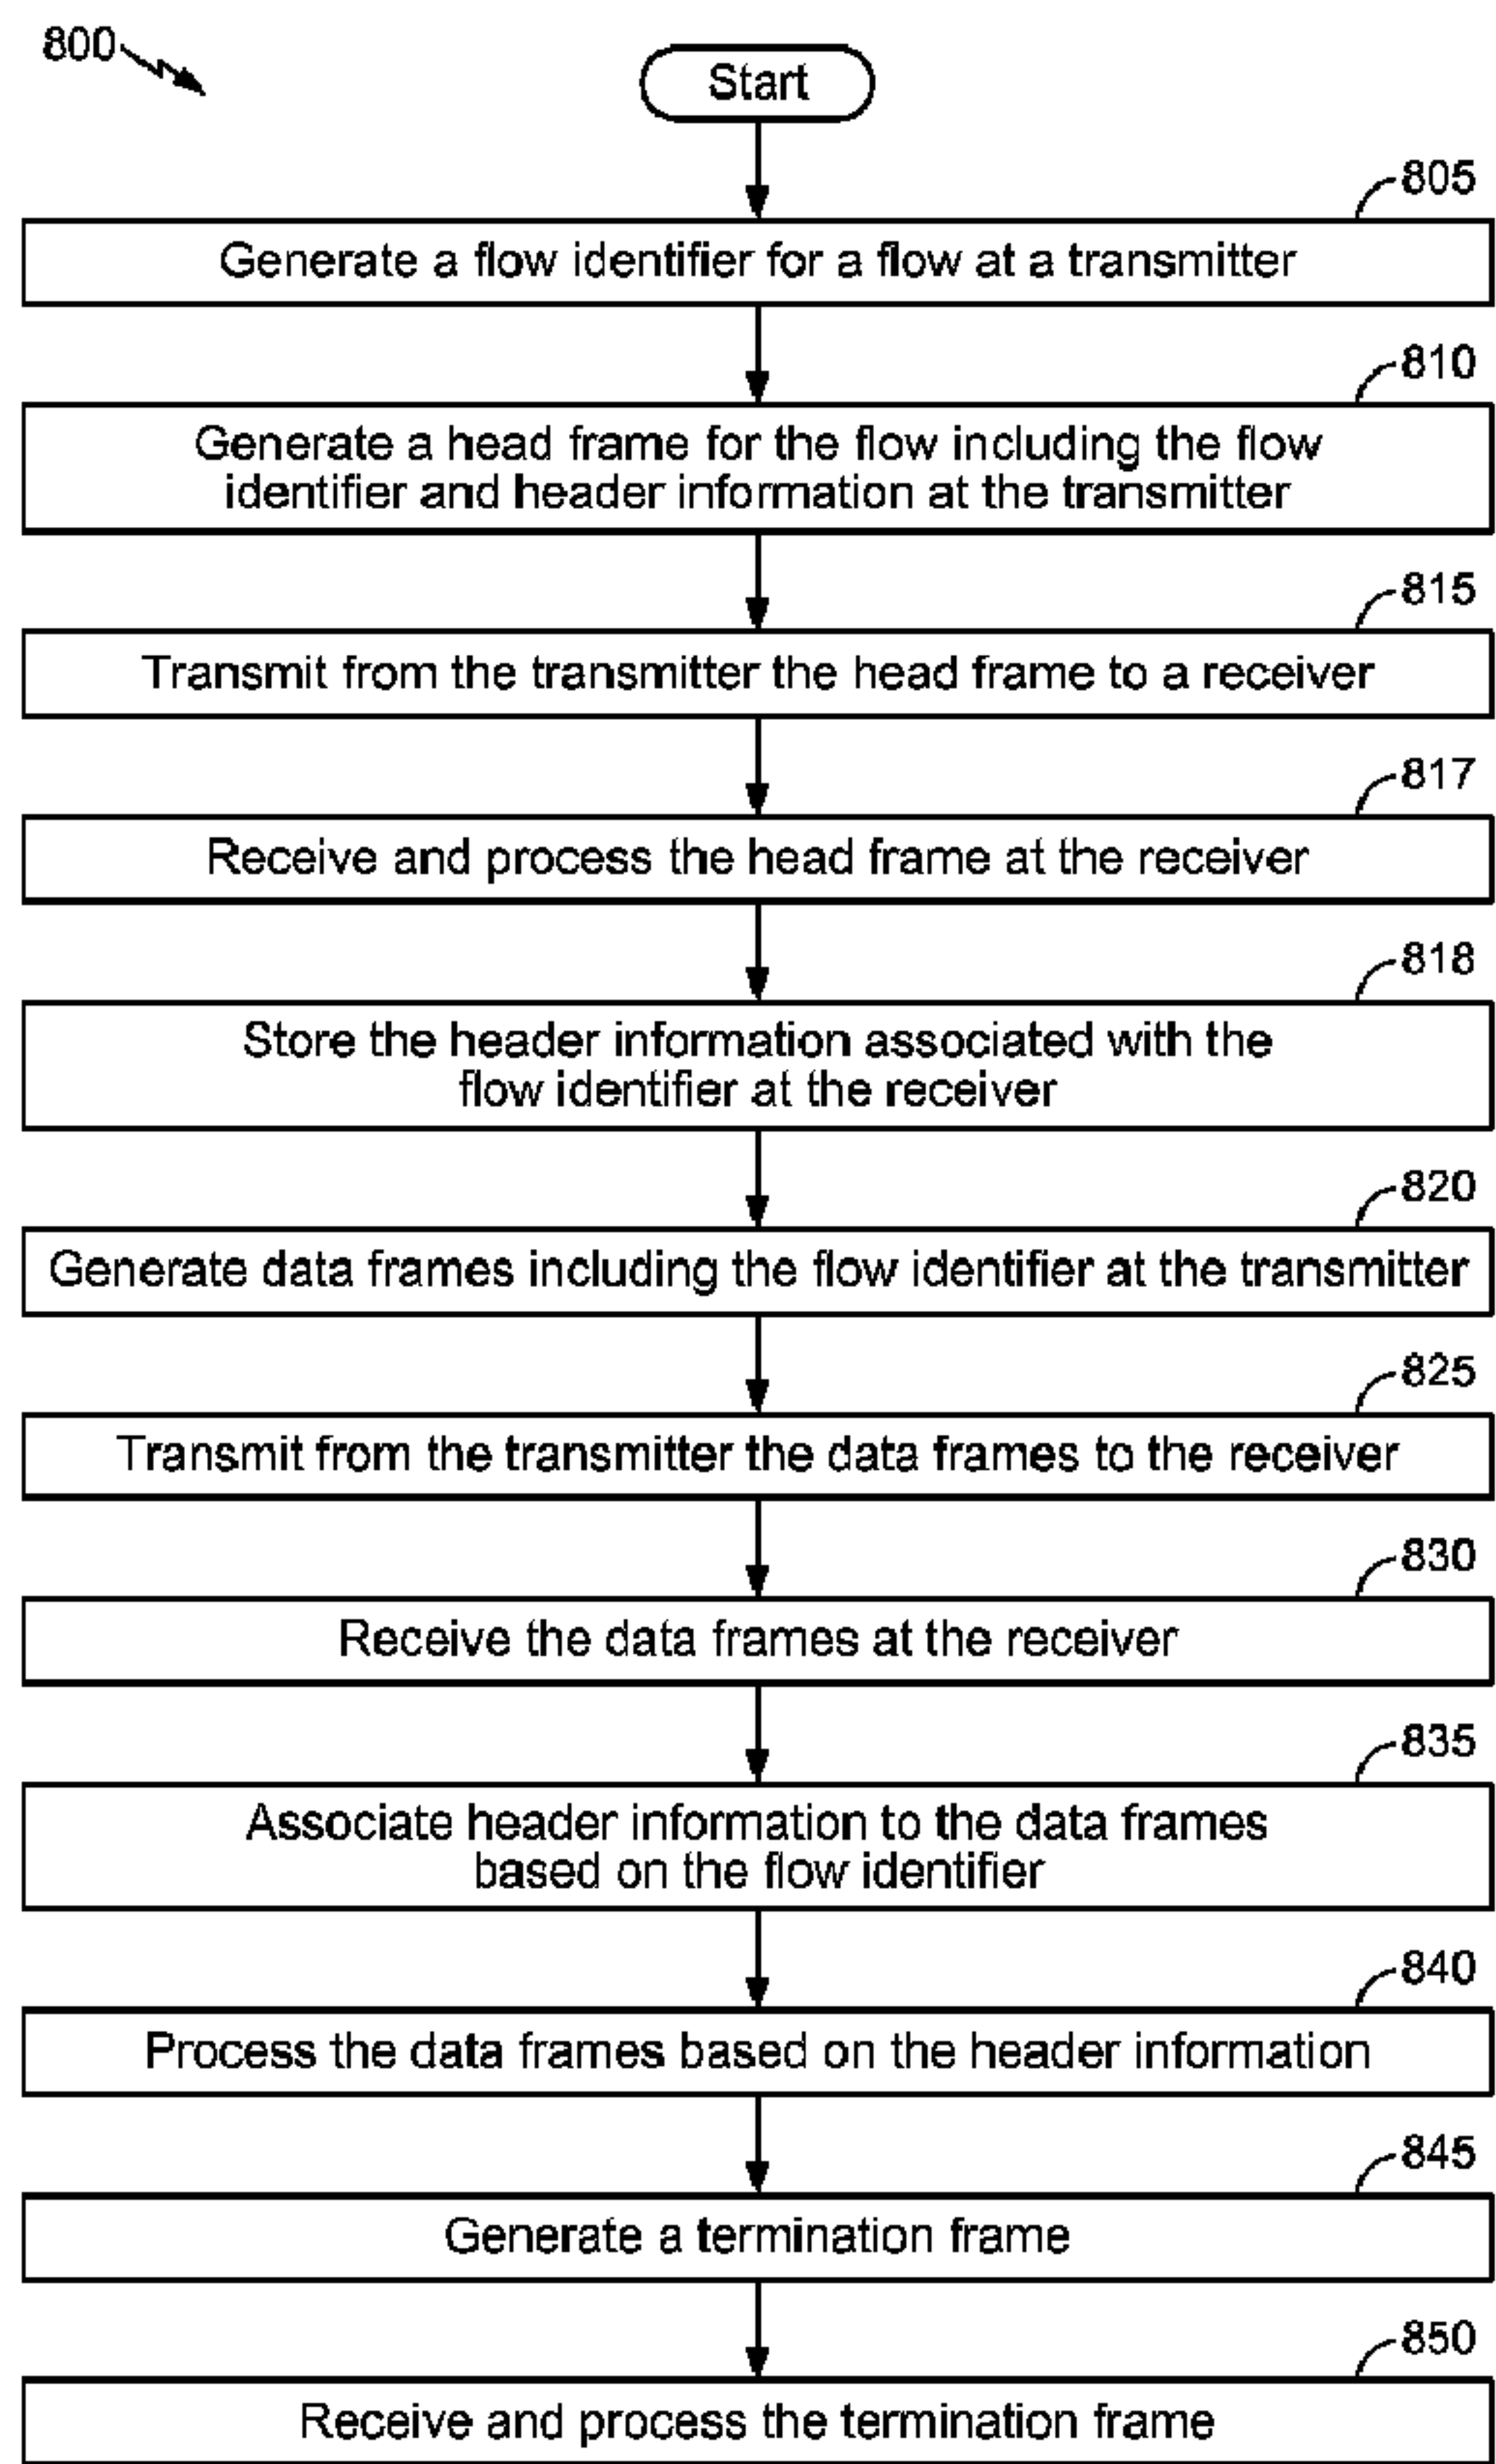 800
Start
805
Generate a flow identifier for a flow at a transmitter
810
Generate a head frame for the flow including the flow
identifier and header information at the transmitter
815
Transmit from the transmitter the head frame to a receiver
817
Receive and process the head frame at the receiver
818
Store the header information associated with the
flow identifier at the receiver
820
Generate data frames including the flow identifier at the transmitter
825
Transmit from the transmitter the data frames to the receiver
830
Receive the data frames at the receiver
835
Associate header information to the data frames
based on the flow identifier
840
Process the data frames based on the header information
845
Generate a termination frame
850
Receive and process the termination frame